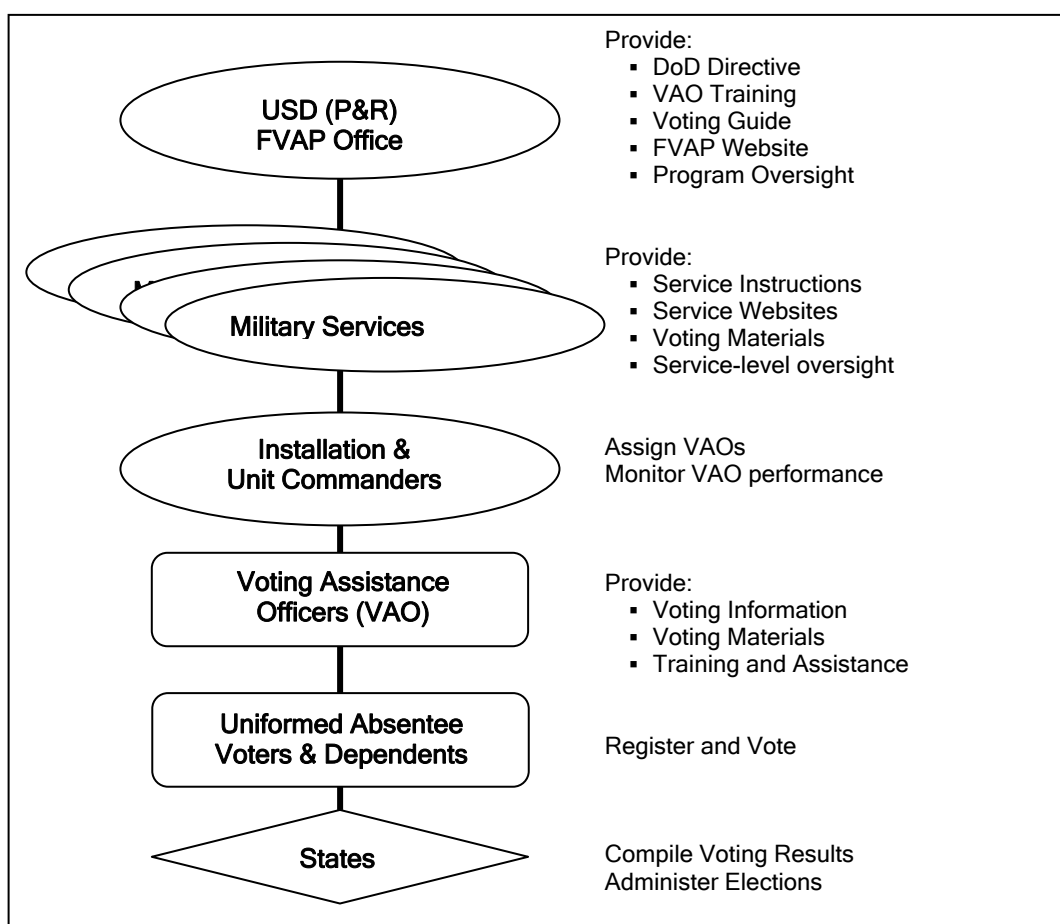 USD (P&R)
FVAP Office
Provide:
▪ DoD Directive
▪ VAO Training
▪ Voting Guide
▪ FVAP Website
▪ Program Oversight
Military Services
Provide:
▪ Service Instructions
▪ Service Websites
▪ Voting Materials
▪ Service-level oversight
Installation &
Unit Commanders
Assign VAOs
Monitor VAO performance
Voting Assistance
Officers (VAO)
Provide:
▪ Voting Information
▪ Voting Materials
▪ Training and Assistance
Uniformed Absentee
Voters & Dependents
Register and Vote
States
Compile Voting Results
Administer Elections